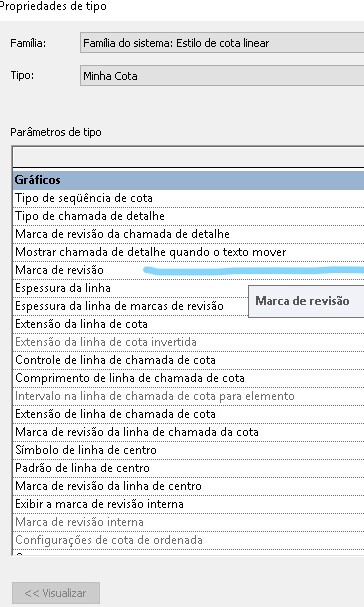 Propriedades de tipo
Família:
Família do sistema: Estilo de cota linear
Tipo:
Minha Cota
Parâmetros de tipo
Gráficos
Tipo de seqüência de cota
Tipo de chamada de detalhe
Marca de revisão da chamada de detalhe
Mostrar chamada de detalhe quando o texto mover
Marca de revisão
Espessura da linha
Marca de revisão
Espessura da linha de marcas de revisão
Extensão da linha de cota
Extensão da linha de cota invertida
Controle de linha de chamada de cota
Comprimento de linha de chamada de cota
Intervalo na linha de chamada de cota para elemento
Extensão de linha de chamada de cota
Marca de revisão da linha de chamada da cota
Símbolo de linha de centro
Padrão de linha de centro
Marca de revisão da linha de centro
Exibir a marca de revisão interna
Marca de revisão interna
Configurações de cota de ordenada
<< Visualizar